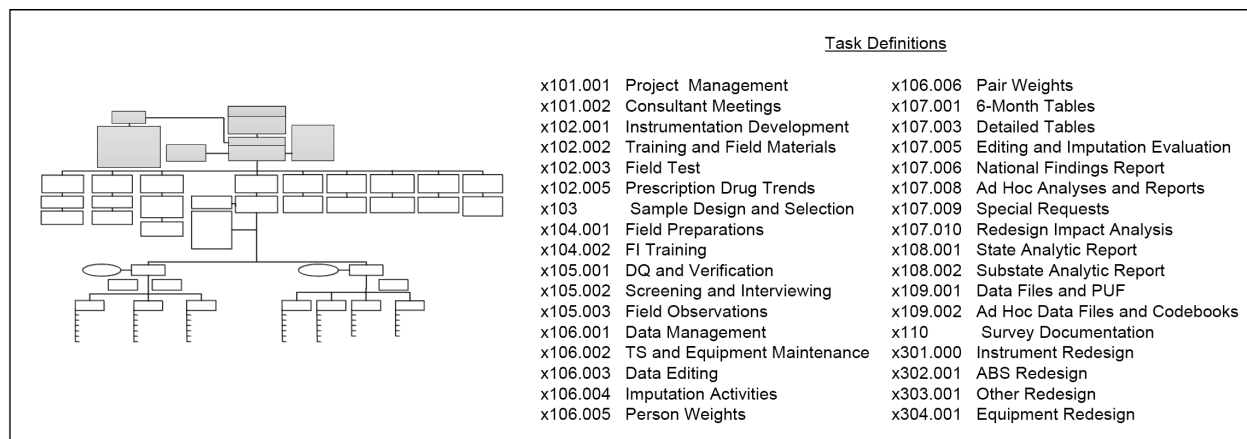 Task Definitions
x101.001 Project Management
x101.002 Consultant Meetings
x102.001 Instrumentation Development
x102.002 Training and Field Materials
x102.003 Field Test
x102.005 Prescription Drug Trends
x103 Sample Design and Selection
x104.001 Field Preparations
x104.002 FI Training
x105.001 DQ and Verification
x105.002 Screening and Interviewing
x105.003 Field Observations
x106.001 Data Management
x106.002 TS and Equipment Maintenance
x106.003 Data Editing
x106.004 Imputation Activities
x106.005 Person Weights
x106.006 Pair Weights
x107.001 6-Month Tables
x107.003 Detailed Tables
x107.005 Editing and Imputation Evaluation
x107.006 National Findings Report
x107.008 Ad Hoc Analyses and Reports
x107.009 Special Requests
x107.010 Redesign Impact Analysis
x108.001 State Analytic Report
x108.002 Substate Analytic Report
x109.001 Data Files and PUF
x109.002 Ad Hoc Data Files and Codebooks
x110 Survey Documentation
x301.000 Instrument Redesign
x302.001 ABS Redesign
x303.001 Other Redesign
x304.001 Equipment Redesign